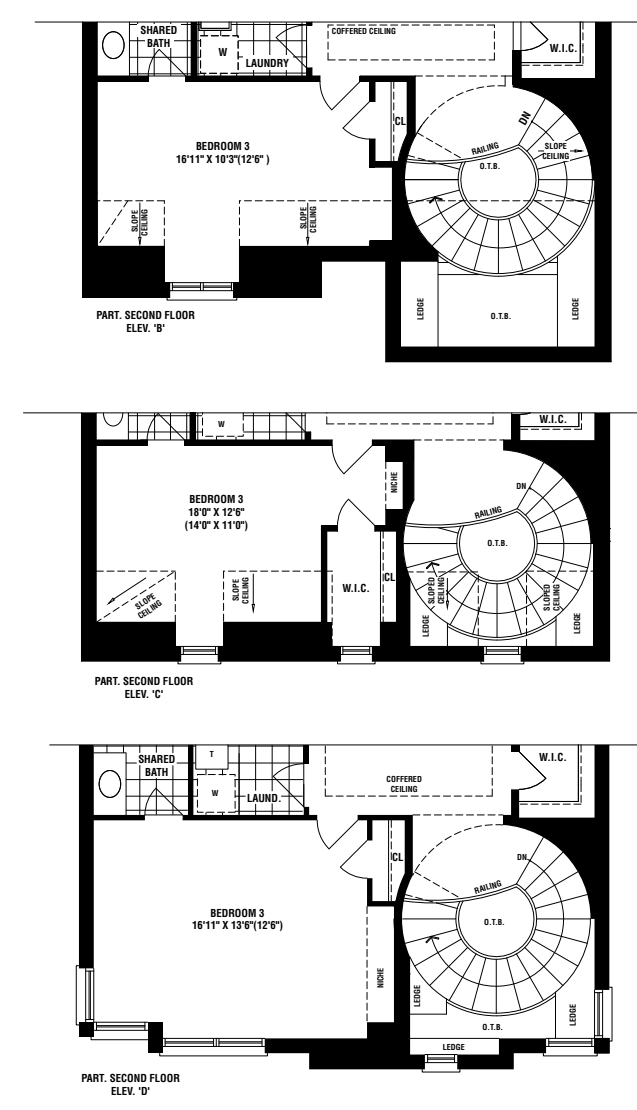 SHARED
BATH
W
LAUNDRY
COFFERED CEILING
W.I.C.
CL
DN
BEDROOM 3
16'11" X 10'3"(12'6" )
RAILING
SLOPE
CEILING
O.T.B.
SLOPE
CEILING
SLOPE
CEILING
LEDGE
O.T.B.
LEDGE
PART. SECOND FLOOR
ELEV. 'B'
W
W.I.C.
NICHE
DN.
BEDROOM 3
18'0" X 12'6"
(14'0" X 11'0")
RAILING
O.T.B.
W.I.C.
CL
SLOPE
CEILING
SLOPE
CEILING
SLOPED
CEILING
SLOPED
CEILING
LEDGE
LEDGE
PART. SECOND FLOOR
ELEV. 'C'
SHARED
BATH
T
W
LAUND.
COFFERED
CEILING
W.I.C.
CL
DN.
RAILING
BEDROOM 3
16'11" X 13'6"(12'6")
O.T.B.
NICHE
LEDGE
LEDGE
O.T.B.
LEDGE
PART. SECOND FLOOR
ELEV. 'D'